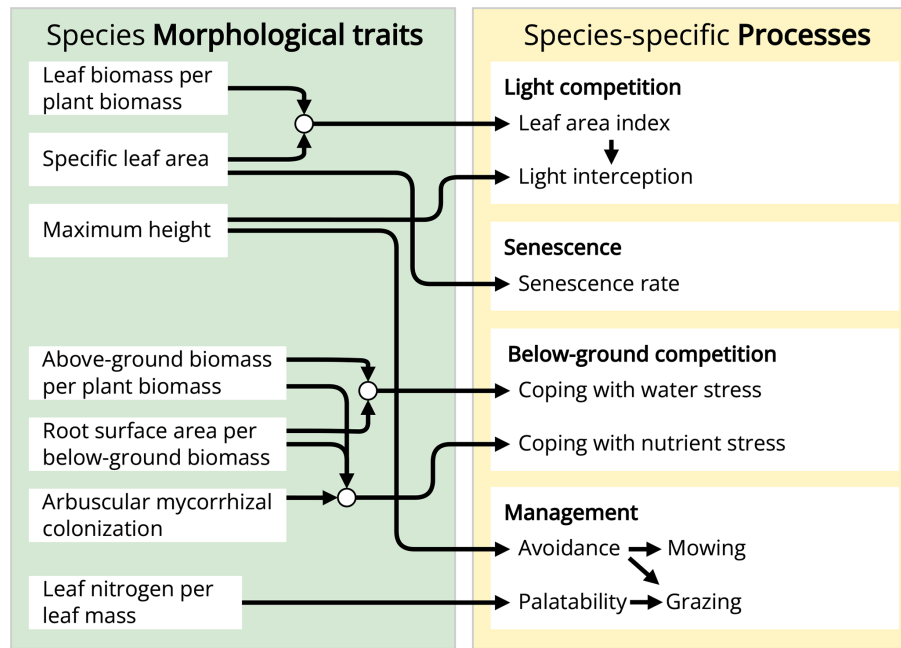 Species Morphological traits
Leaf biomass per
plant biomass
Specific leaf area
Maximum height
Above-ground biomass
per plant biomass
Root surface area per
below-ground biomass
Arbuscular mycorrhizal
colonization
Leaf nitrogen per
leaf mass
Species-specific Processes
Light competition
Leaf area index
Light interception
Senescence
Senescence rate
Below-ground competition
Coping with water stress
Coping with nutrient stress
Management
Avoidance Mowing
Palatability Grazing